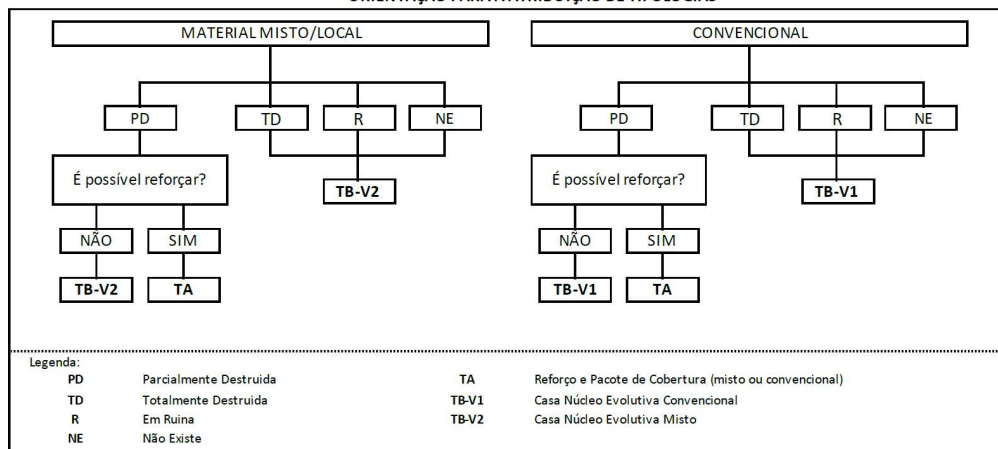 MATERIAL MISTO/LOCAL
PD TD R NE
É possível reforçar?
TB-V2
NÃO SIM
TB-V2 TA
CONVENCIONAL
PD TD R NE
É possível reforçar?
TB-V1
NÃO SIM
TB-V1 TA
Legenda:
PD Parcialmente Destruida
TD Totalmente Destruida
R Em Ruina
NE Não Existe
TA Reforço e Pacote de Cobertura (misto ou convencional)
TB-V1 Casa Núcleo Evolutiva Convencional
TB-V2 Casa Núcleo Evolutiva Misto